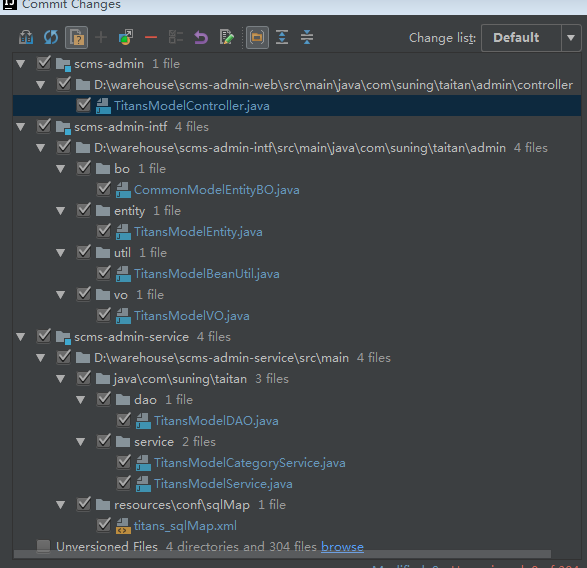 Commit Changes
Change list: Default
scms-admin 1 file
D:\warehouse\scms-admin-web\src\main\java\com\suning\taitan\admin\controller
TitansModelController.java
scms-admin-intf 4 files
D:\warehouse\scms-admin-intf\src\main\java\com\suning\taitan\admin 4 files
bo 1 file
CommonModelEntityBO.java
entity 1 file
TitansModelEntity.java
util 1 file
TitansModelBeanUtil.java
vo 1 file
TitansModelVO.java
scms-admin-service 4 files
D:\warehouse\scms-admin-service\src\main 4 files
java\com\suning\taitan 3 files
dao 1 file
TitansModelDAO.java
service 2 files
TitansModelCategoryService.java
TitansModelService.java
resources\conf\sqlMap 1 file
titans_sqlMap.xml
Unversioned Files 4 directories and 304 files browse